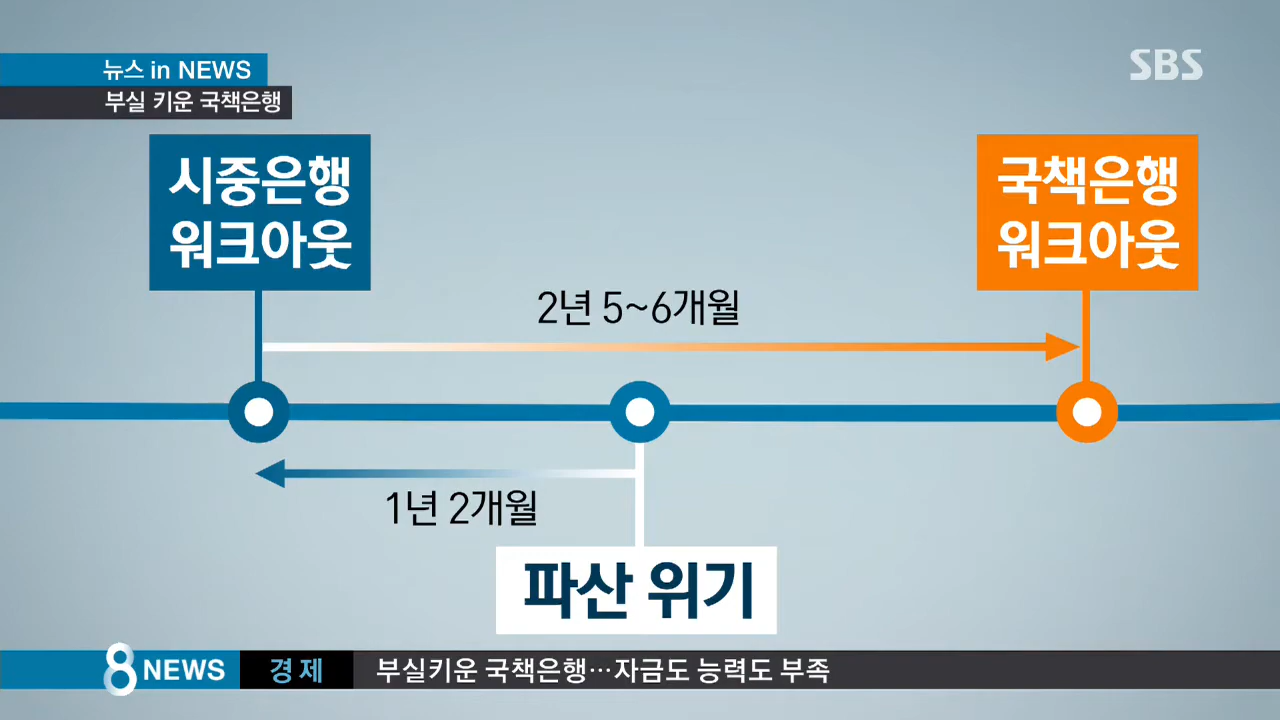 뉴스 in NEWS
SBS
부실 키운 국책은행
시중은행
워크아웃
국책은행
워크아웃
2년 5~6개월
1년 2개월
파산 위기
8 NEWS
경제
부실키운 국책은행…자금도 능력도 부족